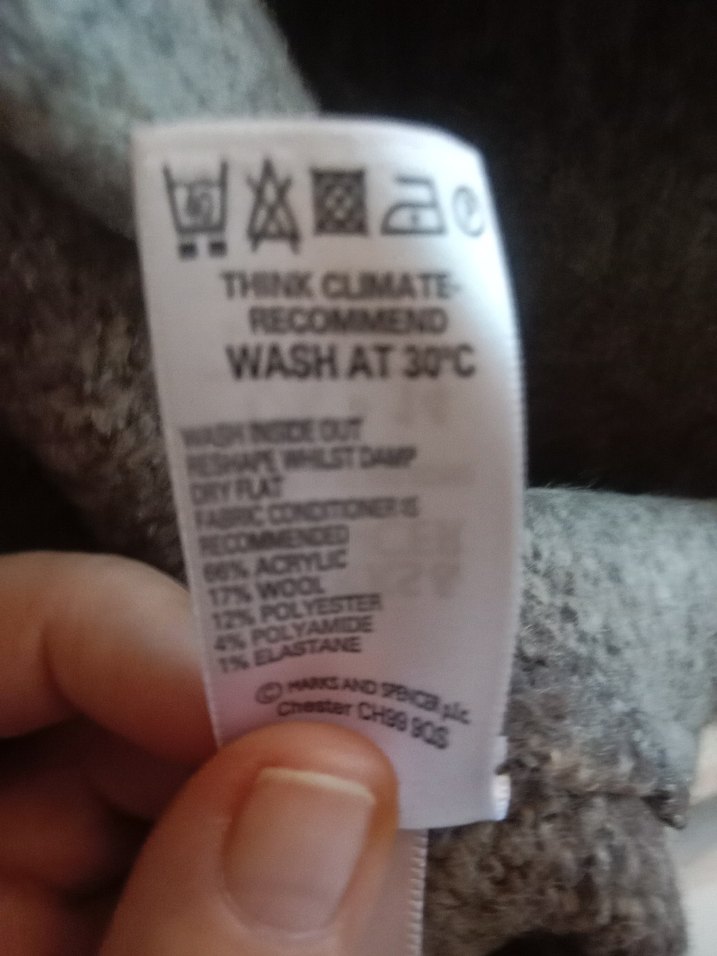 40
P
THINK CLIMATE-
RECOMMEND
WASH AT 30°C
WASH INSIDE OUT
RESHAPE WHILST DAMP
DRY FLAT
FABRIC CONDITIONER IS
RECOMMENDED
66% ACRYLIC
17% WOOL
12% POLYESTER
4% POLYAMIDE
1% ELASTANE
© MARKS AND SPENCER p.l.c.
Chester CH99 9QS